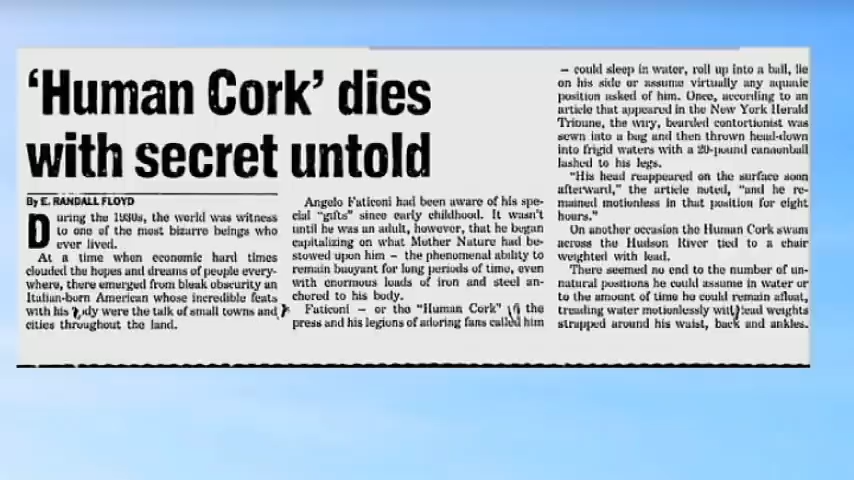 ‘Human Cork’ dies
with secret untold
By E. RANDALL FLOYD
During the 1930s, the world was witness
to one of the most bizarre beings who
ever lived.
At a time when economic hard times
clouded the hopes and dreams of people every-
where, there emerged from bleak obscurity an
Italian-born American whose incredible feats
with his body were the talk of small towns and
cities throughout the land.
Angelo Faticoni had been aware of his spe-
cial “gifts” since early childhood. It wasn't
until he was an adult, however, that he began
capitalizing on what Mother Nature had be-
stowed upon him – the phenomenal ability to
remain buoyant for long periods of time, even
with enormous loads of iron and steel an-
chored to his body.
Faticoni – or the “Human Cork” the
press and his legions of adoring fans called him
– could sleep in water, roll up into a ball, lie
on his side or assume virtually any aquatic
position asked of him. Once, according to an
article that appeared in the New York Herald
Tribune, the wiry, bearded contortionist was
sewn into a bag and then thrown head-down
into frigid waters with a 20-pound cannonball
lashed to his legs.
“His head reappeared on the surface soon
afterward,” the article noted, “and he re-
mained motionless in that position for eight
hours.”
On another occasion the Human Cork swam
across the Hudson River tied to a chair
weighted with lead.
There seemed no end to the number of un-
natural positions he could assume in water or
to the amount of time he could remain afloat,
treading water motionlessly with lead weights
strapped around his waist, back and ankles.